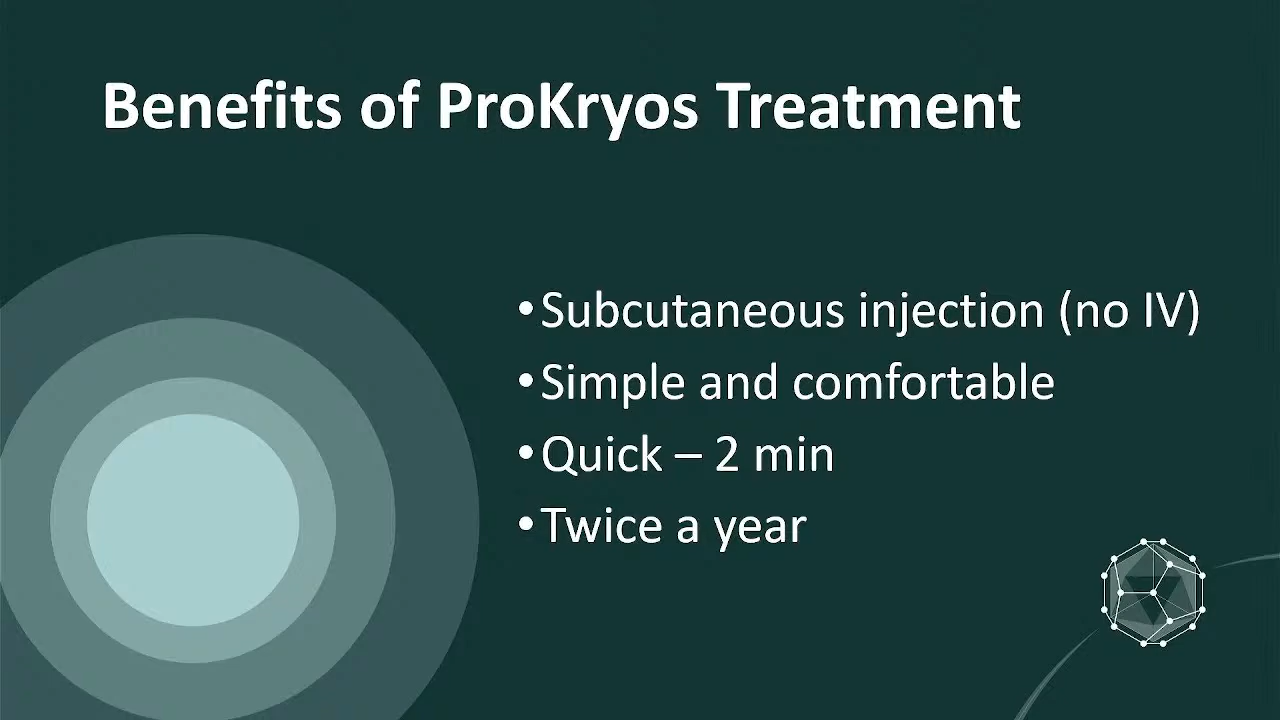 Benefits of ProKryos Treatment
•Subcutaneous injection (no IV)
•Simple and comfortable
•Quick – 2 min
•Twice a year